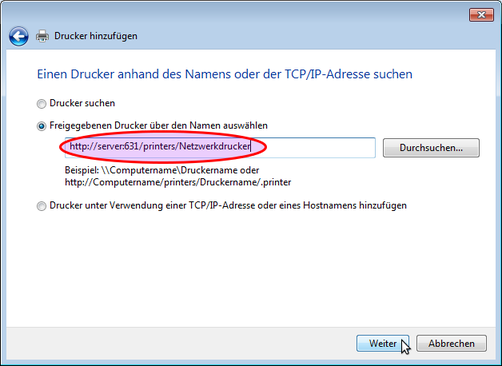 Drucker hinzufügen
Einen Drucker anhand des Namens oder der TCP/IP-Adresse suchen
Drucker suchen
Freigegebenen Drucker über den Namen auswählen
http://server:631/printers/Netzwerkdrucker
Durchsuchen...
Beispiel: \\Computername\Druckername oder
http://Computername/printers/Druckername/.printer
Drucker unter Verwendung einer TCP/IP-Adresse oder eines Hostnamens hinzufügen
Weiter
Abbrechen